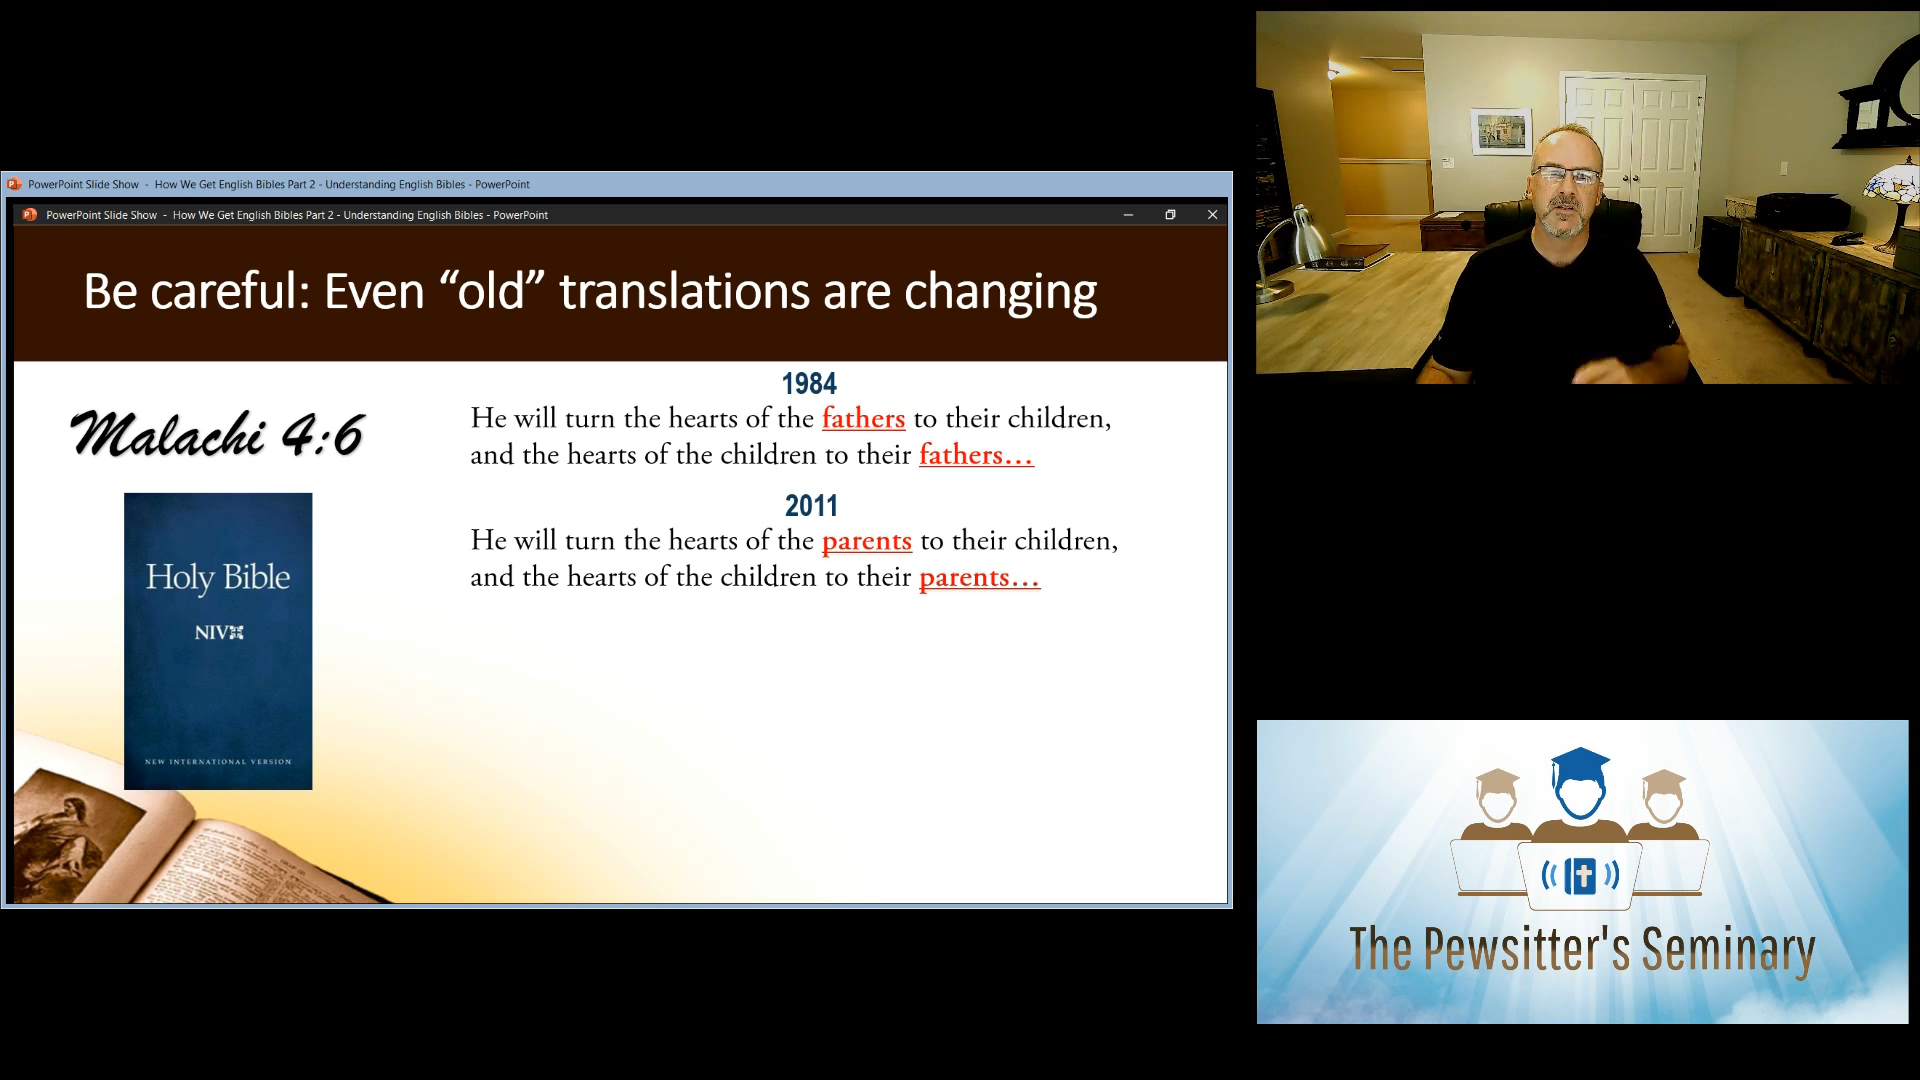 PowerPoint Slide Show - How We Get English Bibles Part 2 - Understanding English Bibles - PowerPoint
PowerPoint Slide Show - How We Get English Bibles Part 2 - Understanding English Bibles - PowerPoint
Be careful: Even “old” translations are changing
Malachi 4:6
Holy Bible
NIV
NEW INTERNATIONAL VERSION
1984
He will turn the hearts of the fathers to their children,
and the hearts of the children to their fathers…
2011
He will turn the hearts of the parents to their children,
and the hearts of the children to their parents…
The Pewsitter's Seminary